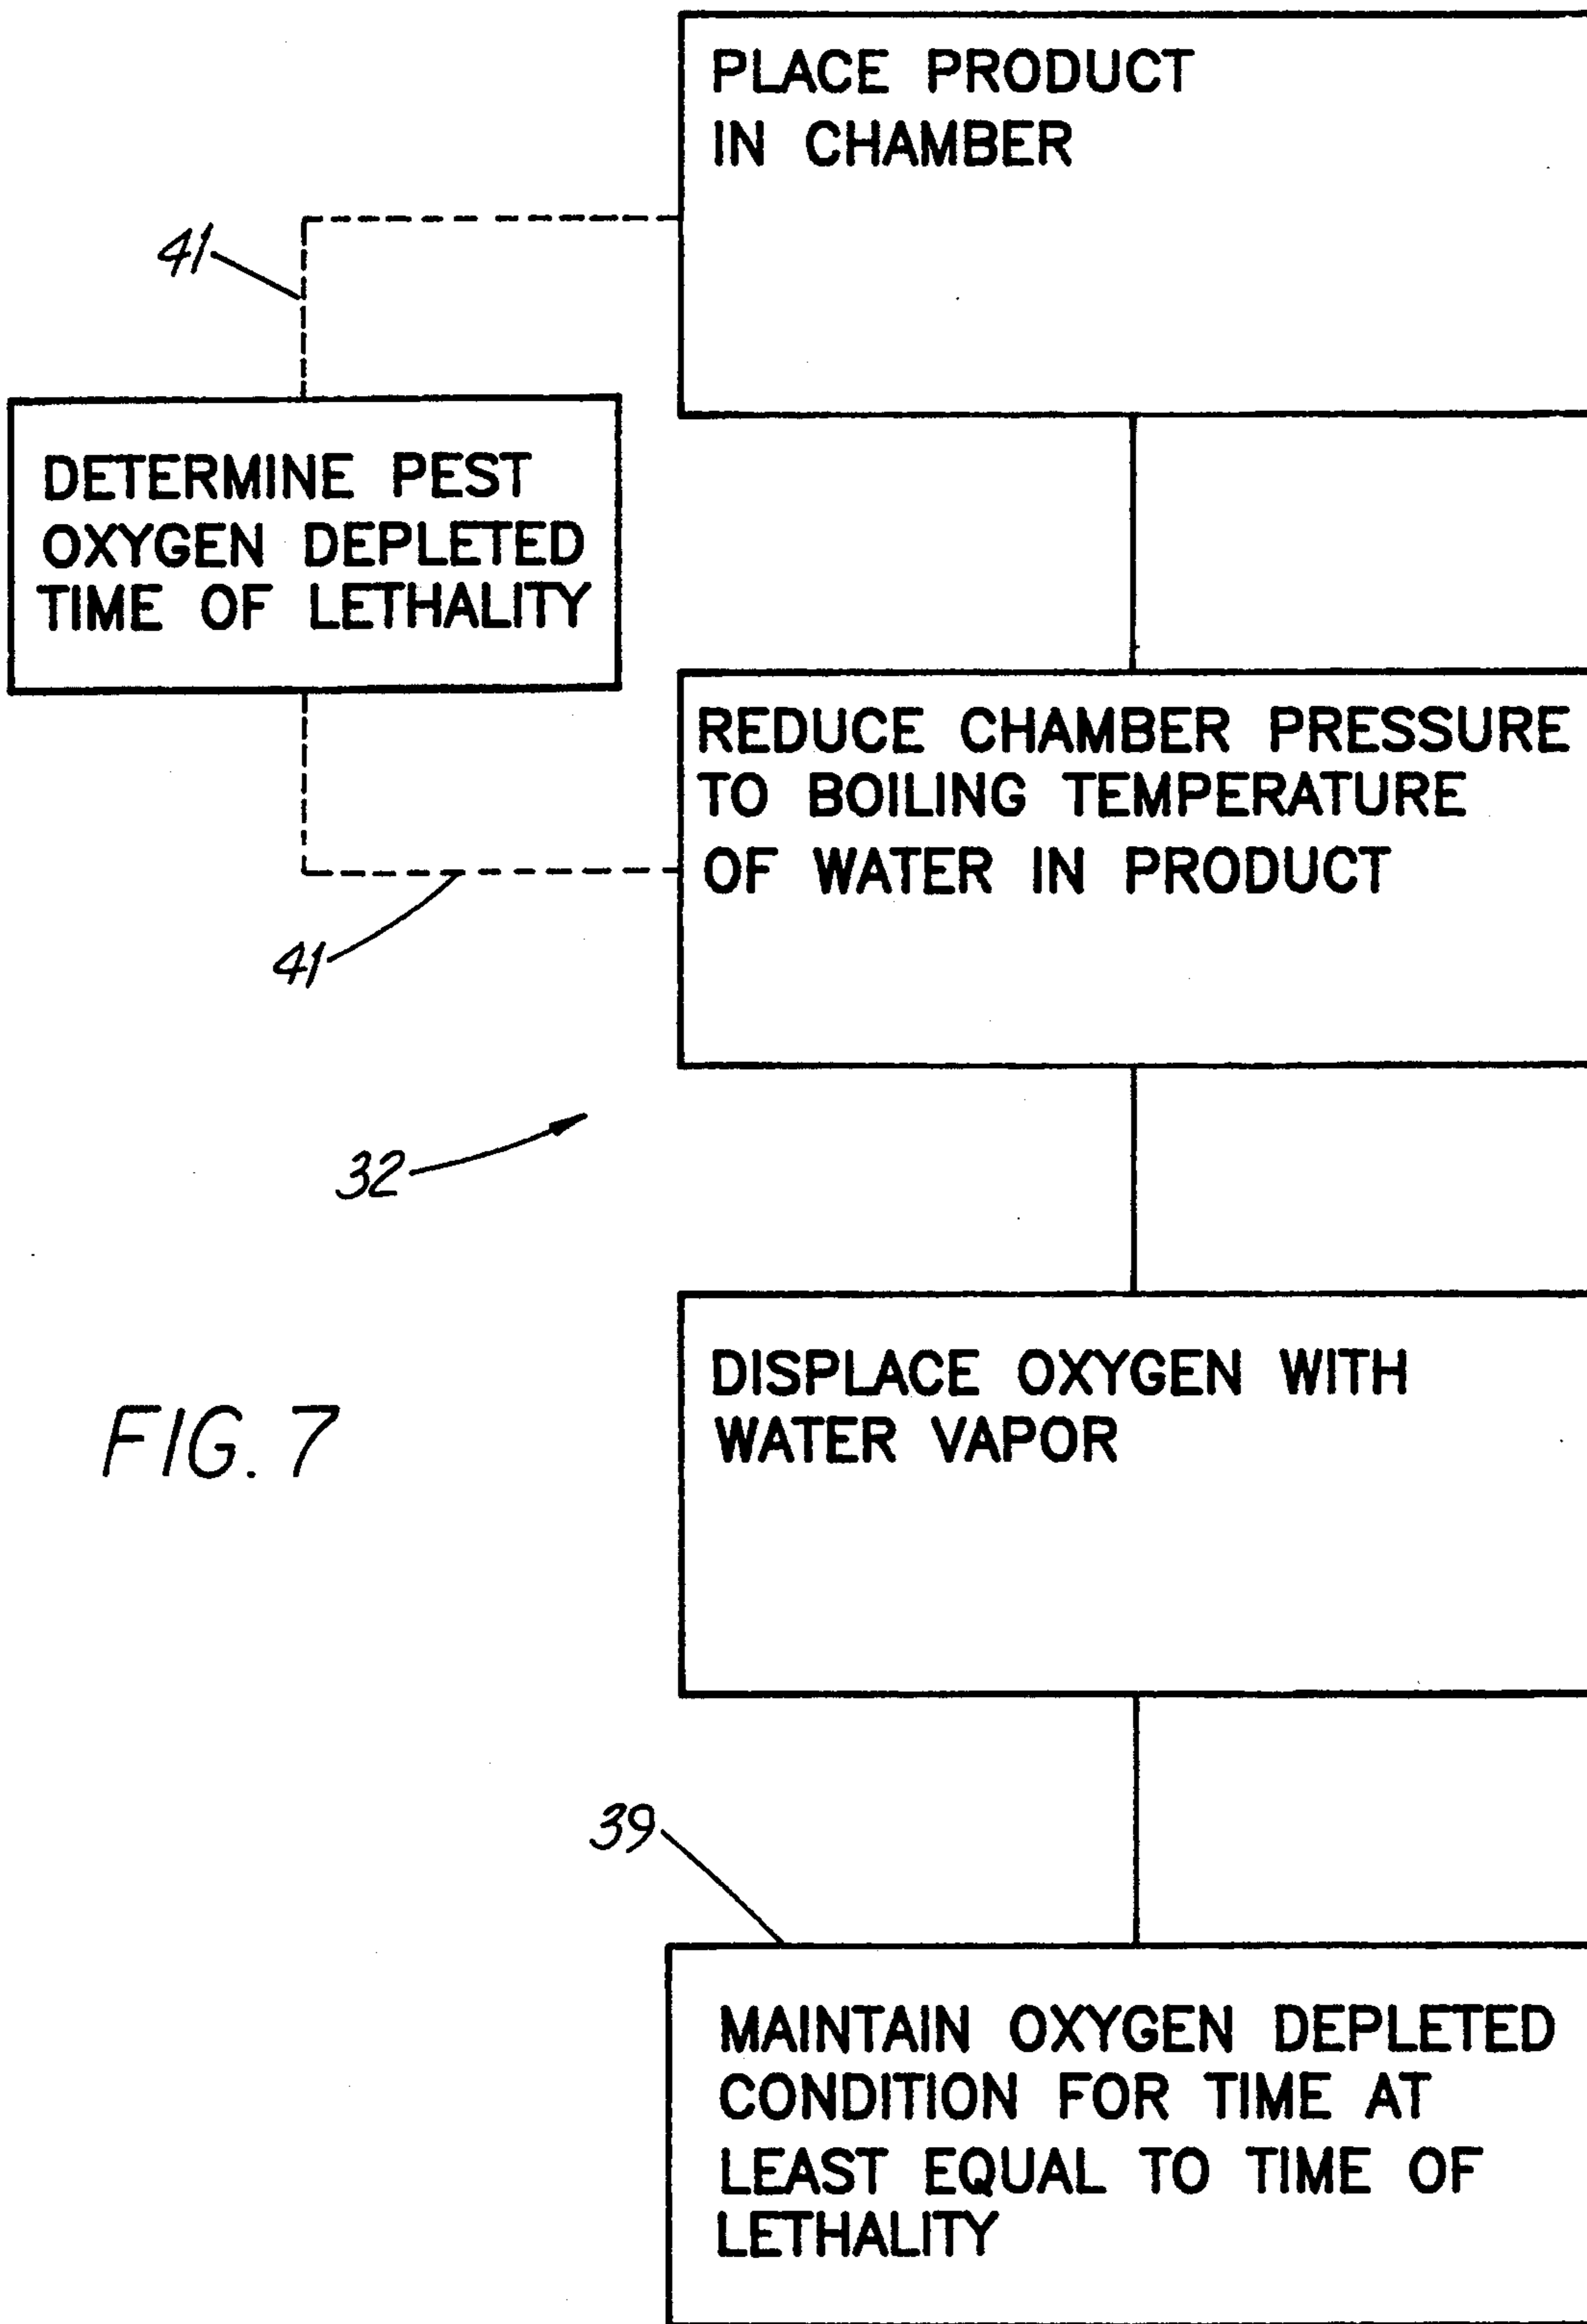 PLACE PRODUCT
IN CHAMBER
41
DETERMINE PEST
OXYGEN DEPLETED
TIME OF LETHALITY
REDUCE CHAMBER PRESSURE
TO BOILING TEMPERATURE
OF WATER IN PRODUCT
41
32
DISPLACE OXYGEN WITH
WATER VAPOR
FIG. 7
39
MAINTAIN OXYGEN DEPLETED
CONDITION FOR TIME AT
LEAST EQUAL TO TIME OF
LETHALITY